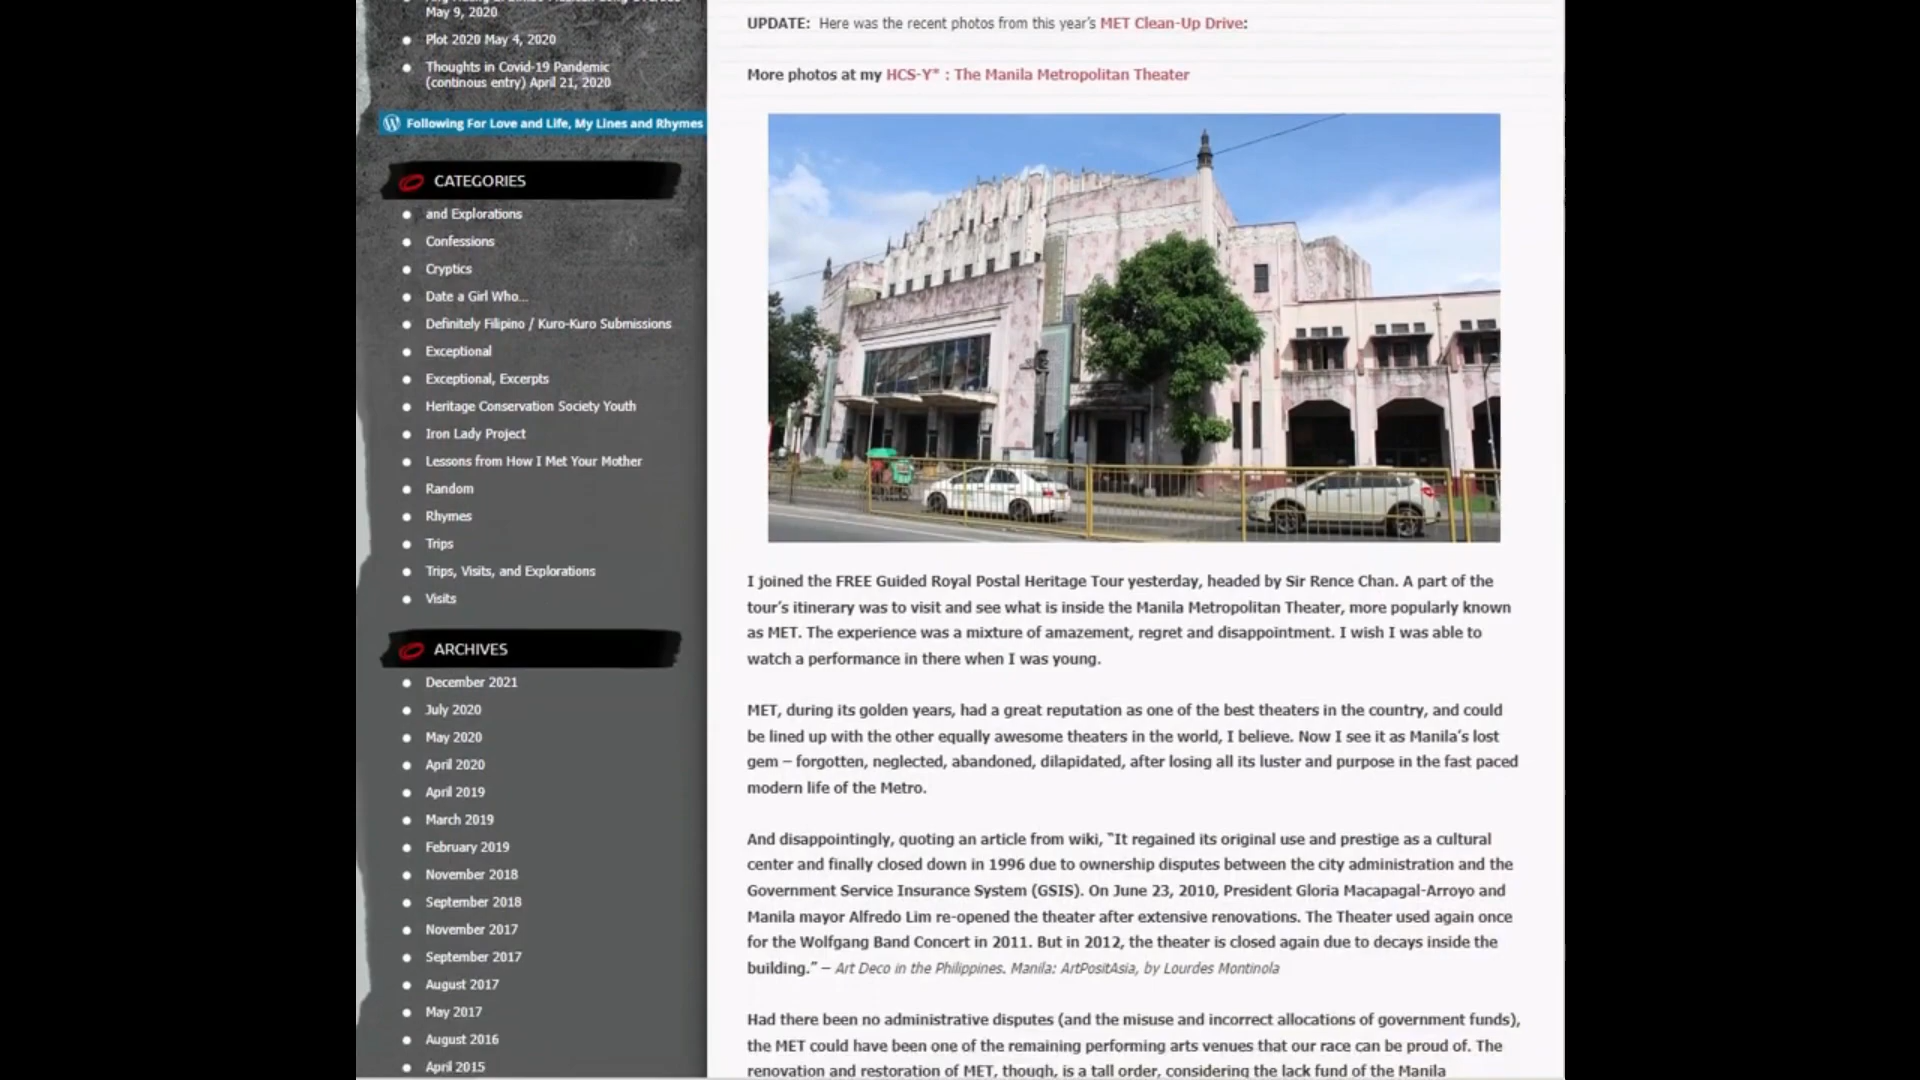 May 9, 2020
Plot 2020 May 4, 2020
Thoughts in Covid-19 Pandemic
(continous entry) April 21, 2020
Following For Love and Life, My Lines and Rhymes
CATEGORIES
and Explorations
Confessions
Cryptics
Date a Girl Who...
Definitely Filipino / Kuro-Kuro Submissions
Exceptional
Exceptional, Excerpts
Heritage Conservation Society Youth
Iron Lady Project
Lessons from How I Met Your Mother
Random
Rhymes
Trips
Trips, Visits, and Explorations
Visits
ARCHIVES
December 2021
July 2020
May 2020
April 2020
April 2019
March 2019
February 2019
November 2018
September 2018
November 2017
September 2017
August 2017
May 2017
August 2016
April 2015
UPDATE: Here was the recent photos from this year's MET Clean-Up Drive:
More photos at my HCS-Y* : The Manila Metropolitan Theater
I joined the FREE Guided Royal Postal Heritage Tour yesterday, headed by Sir Rence Chan. A part of the
tour's itinerary was to visit and see what is inside the Manila Metropolitan Theater, more popularly known
as MET. The experience was a mixture of amazement, regret and disappointment. I wish I was able to
watch a performance in there when I was young.
MET, during its golden years, had a great reputation as one of the best theaters in the country, and could
be lined up with the other equally awesome theaters in the world, I believe. Now I see it as Manila's lost
gem – forgotten, neglected, abandoned, dilapidated, after losing all its luster and purpose in the fast paced
modern life of the Metro.
And disappointingly, quoting an article from wiki, "It regained its original use and prestige as a cultural
center and finally closed down in 1996 due to ownership disputes between the city administration and the
Government Service Insurance System (GSIS). On June 23, 2010, President Gloria Macapagal-Arroyo and
Manila mayor Alfredo Lim re-opened the theater after extensive renovations. The Theater used again once
for the Wolfgang Band Concert in 2011. But in 2012, the theater is closed again due to decays inside the
building." – Art Deco in the Philippines. Manila: ArtPositAsia, by Lourdes Montinola
Had there been no administrative disputes (and the misuse and incorrect allocations of government funds),
the MET could have been one of the remaining performing arts venues that our race can be proud of. The
renovation and restoration of MET, though, is a tall order, considering the lack fund of the Manila